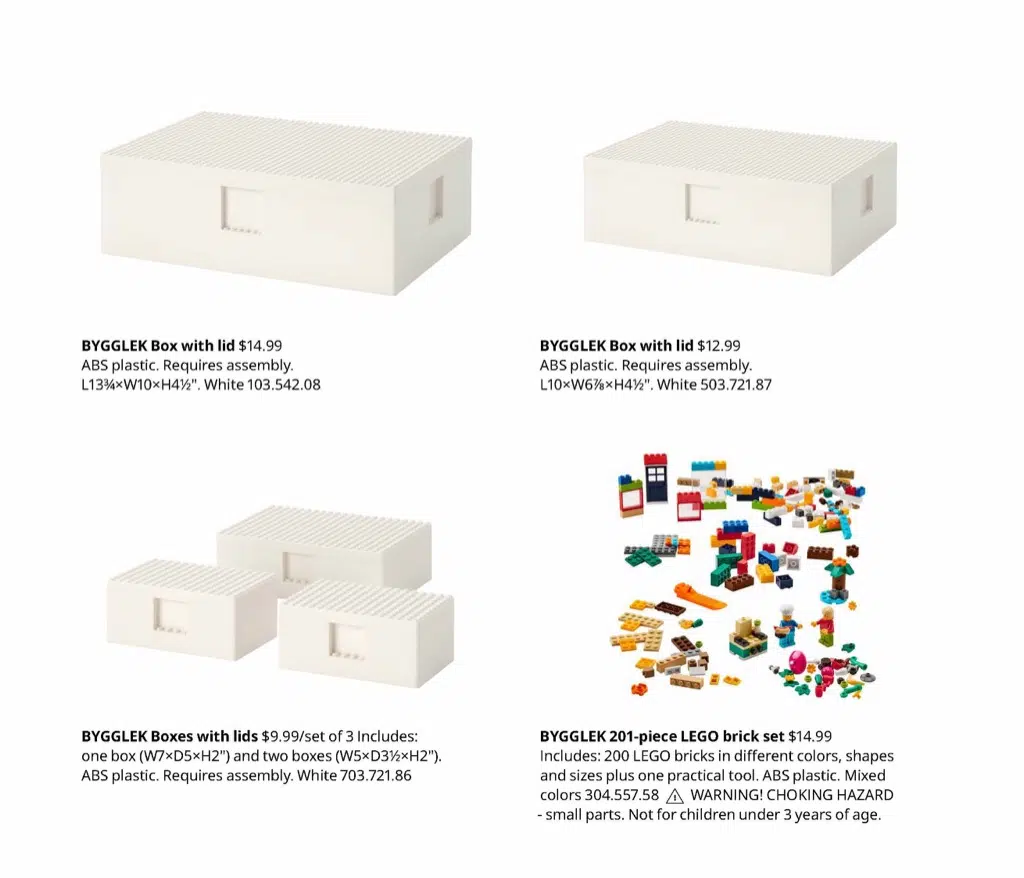 BYGGLEK Box with lid $14.99
ABS plastic. Requires assembly.
L13¾×W10×H4½". White 103.542.08
BYGGLEK Box with lid $12.99
ABS plastic. Requires assembly.
L10×W6⅞×H4½". White 503.721.87
BYGGLEK Boxes with lids $9.99/set of 3 Includes:
one box (W7×D5×H2") and two boxes (W5×D3½×H2").
ABS plastic. Requires assembly. White 703.721.86
BYGGLEK 201-piece LEGO brick set $14.99
Includes: 200 LEGO bricks in different colors, shapes
and sizes plus one practical tool. ABS plastic. Mixed
colors 304.557.58 ⚠ WARNING! CHOKING HAZARD
- small parts. Not for children under 3 years of age.